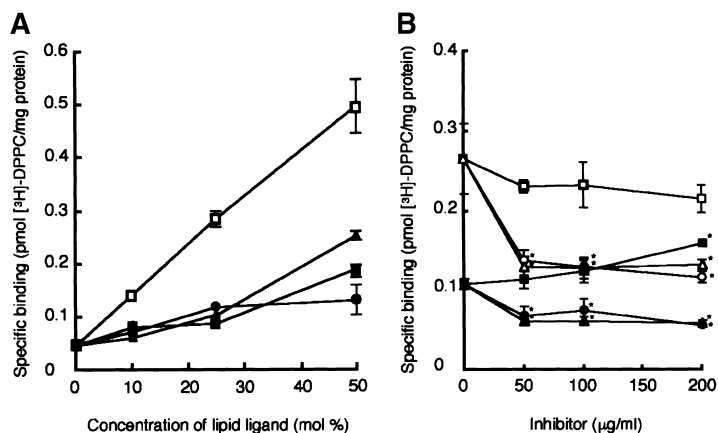 A
B
Specific binding (pmol [³H]-DPPC/mg protein)
0.6
0.5
0.4
0.3
0.2
0.1
0
0
10
20
30
40
50
Concentration of lipid ligand (mol %)
Specific binding (pmol [³H]-DPPC/mg protein)
0.4
0.3
0.2
0.1
0
0
50
100
150
200
Inhibitor (μg/ml)
* * * *
* * * *
* * * *